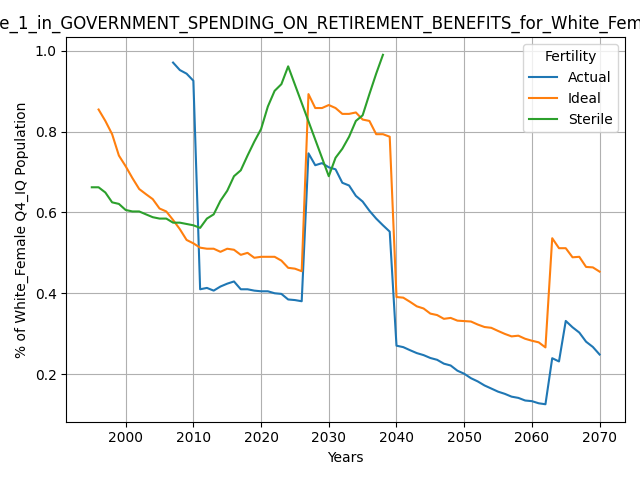 e_1_in_GOVERNMENT_SPENDING_ON_RETIREMENT_BENEFITS_for_White_Fem
Fertility
Actual
Ideal
Sterile
% of White_Female Q4_IQ Population
1.0
0.8
0.6
0.4
0.2
2000 2010 2020 2030 2040 2050 2060 2070
Years